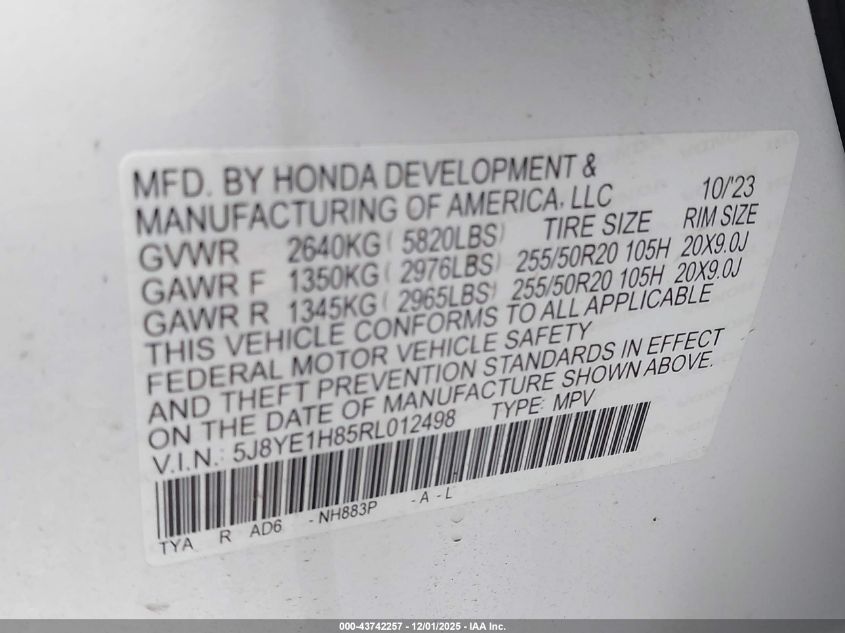 MFD. BY HONDA DEVELOPMENT &
MANUFACTURING OF AMERICA, LLC 10/'23
GVWR 2640KG ( 5820LBS) TIRE SIZE RIM SIZE
GAWR F 1350KG ( 2976LBS) 255/50R20 105H 20X9.0J
GAWR R 1345KG ( 2965LBS) 255/50R20 105H 20X9.0J
THIS VEHICLE CONFORMS TO ALL APPLICABLE
FEDERAL MOTOR VEHICLE SAFETY
AND THEFT PREVENTION STANDARDS IN EFFECT
ON THE DATE OF MANUFACTURE SHOWN ABOVE.
V.I.N.: 5J8YE1H85RL012498 TYPE: MPV
TYA R AD6 -NH883P -A-L
000-43742257 - 12/01/2025 - IAA Inc.